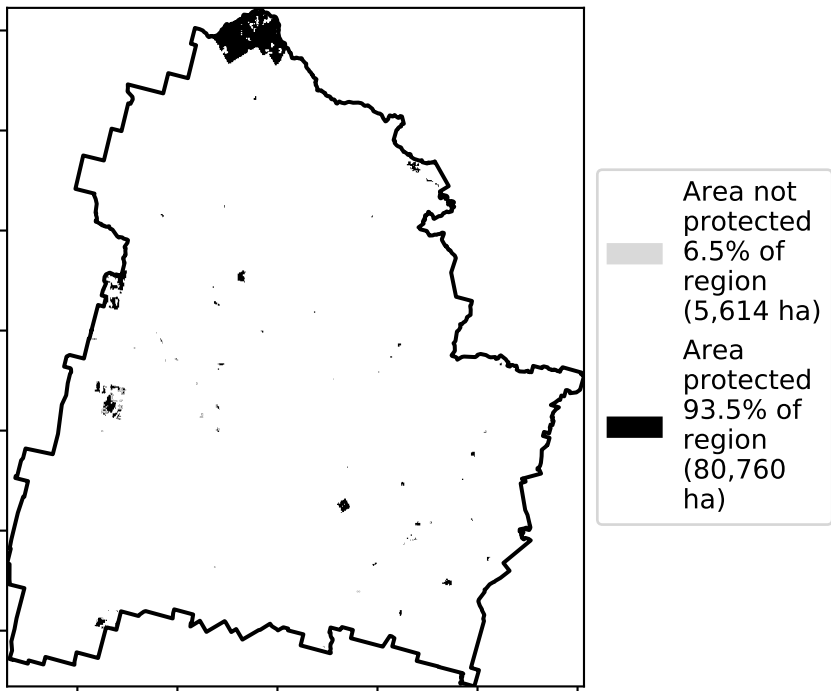 Area not
protected
6.5% of
region
(5,614 ha)
Area
protected
93.5% of
region
(80,760
ha)